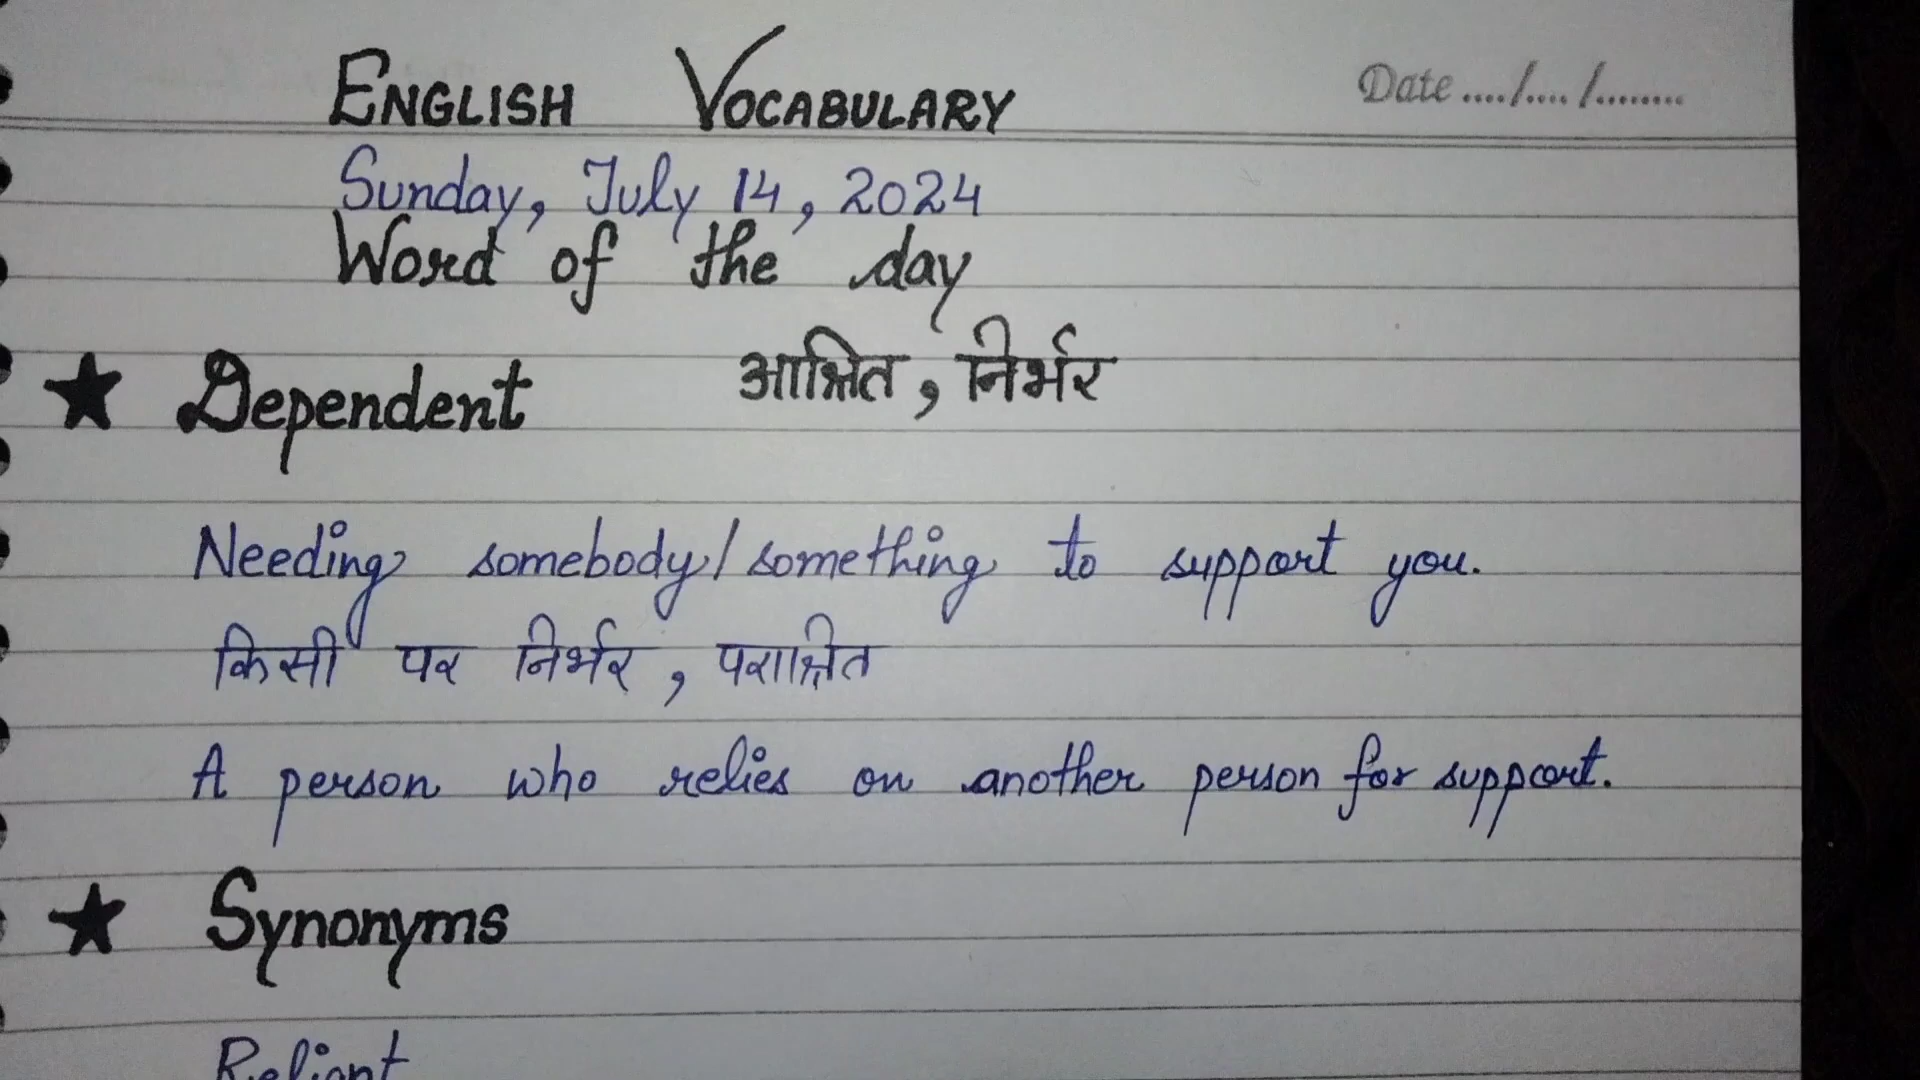 ENGLISH VOCABULARY
Date ..../..../........
Sunday, July 14, 2024
Word of the day
★ Dependent आश्रित, निर्भर
Needing somebody/something to support you.
किसी पर निर्भर, पराश्रित
A person who relies on another person for support.
★ Synonyms
Reliant